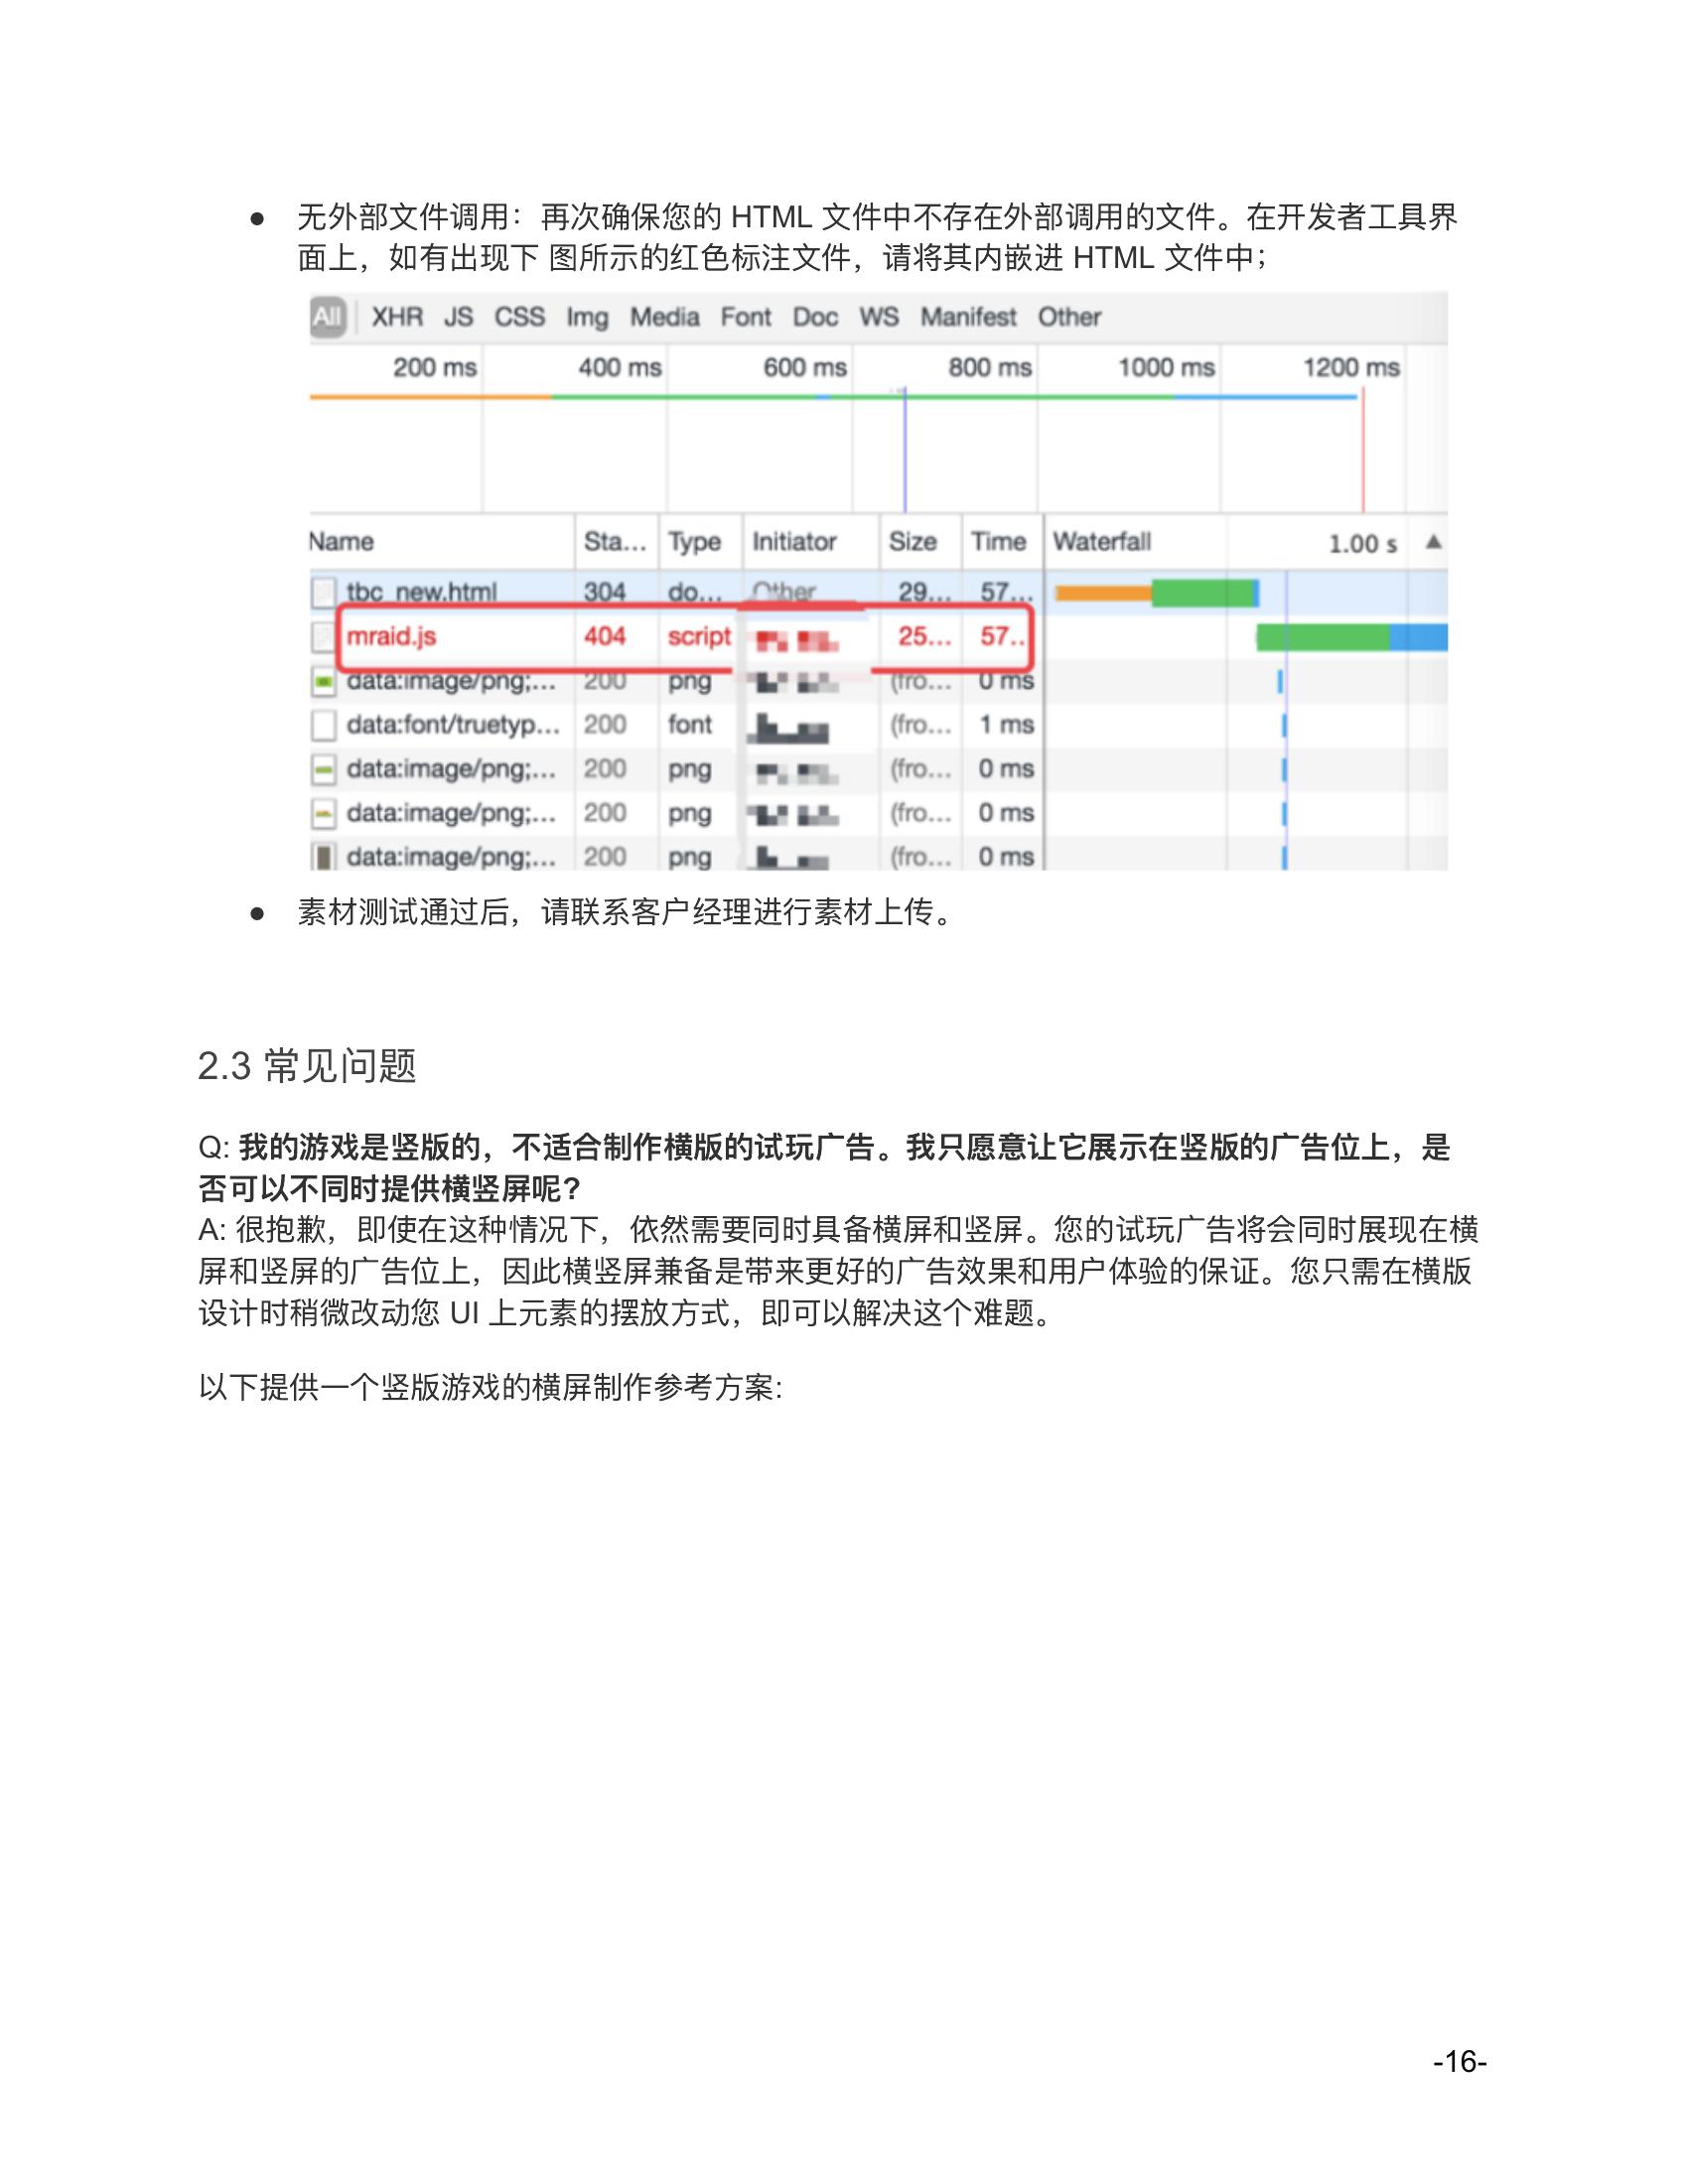 ● 无外部文件调用：再次确保您的 HTML 文件中不存在外部调用的文件。在开发者工具界
面上，如有出现下 图所示的红色标注文件，请将其内嵌进 HTML 文件中；
All XHR JS CSS Img Media Font Doc WS Manifest Other
200 ms 400 ms 600 ms 800 ms 1000 ms 1200 ms
Name Sta... Type Initiator Size Time Waterfall 1.00 s ▲
tbc_new.html 304 do... Other 29... 57...
mraid.js 404 script 25... 57..
data:image/png;... 200 png (fro... 0 ms
data:font/truetyp... 200 font (fro... 1 ms
data:image/png;... 200 png (fro... 0 ms
data:image/png;... 200 png (fro... 0 ms
data:image/png;... 200 png (fro... 0 ms
● 素材测试通过后，请联系客户经理进行素材上传。
2.3 常见问题
Q: 我的游戏是竖版的，不适合制作横版的试玩广告。我只愿意让它展示在竖版的广告位上，是
否可以不同时提供横竖屏呢?
A: 很抱歉，即使在这种情况下，依然需要同时具备横屏和竖屏。您的试玩广告将会同时展现在横
屏和竖屏的广告位上，因此横竖屏兼备是带来更好的广告效果和用户体验的保证。您只需在横版
设计时稍微改动您 UI 上元素的摆放方式，即可以解决这个难题。
以下提供一个竖版游戏的横屏制作参考方案:
-16-